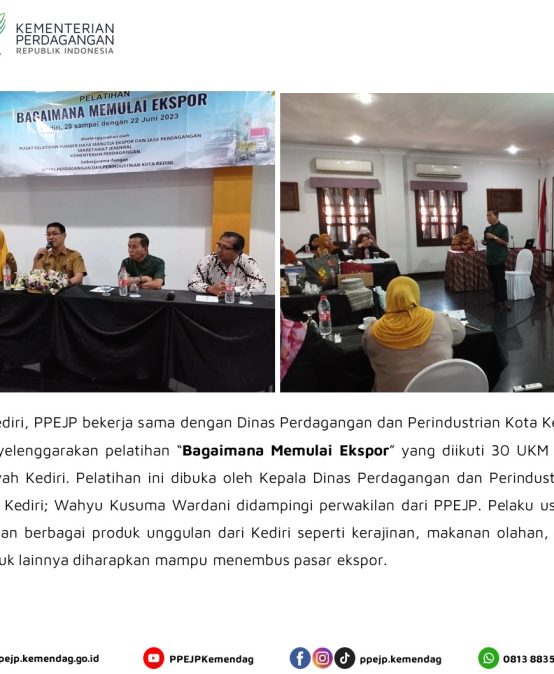 KEMENTERIAN
PERDAGANGAN
REPUBLIK INDONESIA
PELATIHAN
BAGAIMANA MEMULAI EKSPOR
Kediri, 20 sampai dengan 22 Juni 2023
diselenggarakan oleh:
PUSAT PELATIHAN SUMBER DAYA MANUSIA EKSPOR DAN JASA PERDAGANGAN
SEKRETARIAT JENDERAL
KEMENTERIAN PERDAGANGAN
bekerjasama dengan
DINAS PERDAGANGAN DAN PERINDUSTRIAN KOTA KEDIRI
ediri, PPEJP bekerja sama dengan Dinas Perdagangan dan Perindustrian Kota Ke
yelenggarakan pelatihan “Bagaimana Memulai Ekspor” yang diikuti 30 UKM
yah Kediri. Pelatihan ini dibuka oleh Kepala Dinas Perdagangan dan Perindust
Kediri; Wahyu Kusuma Wardani didampingi perwakilan dari PPEJP. Pelaku us
an berbagai produk unggulan dari Kediri seperti kerajinan, makanan olahan,
uk lainnya diharapkan mampu menembus pasar ekspor.
pejp.kemendag.go.id PPEJPKemendag ppejp.kemendag 0813 8835